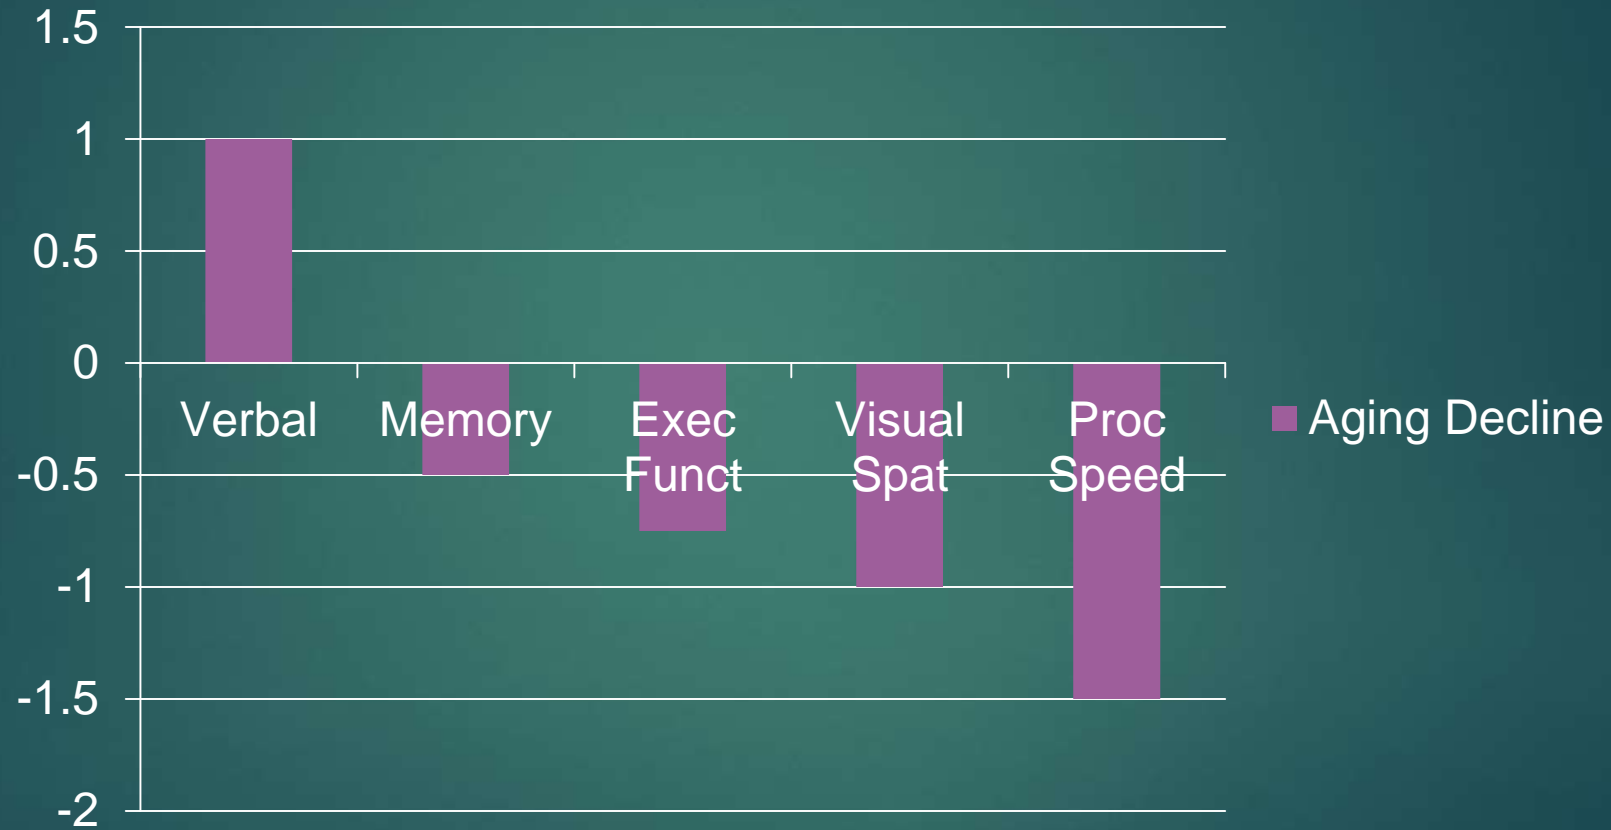 1.5
1
0.5
0
-0.5
-1
-1.5
-2
Verbal
Memory
Exec
Funct
Visual
Spat
Proc
Speed
Aging Decline